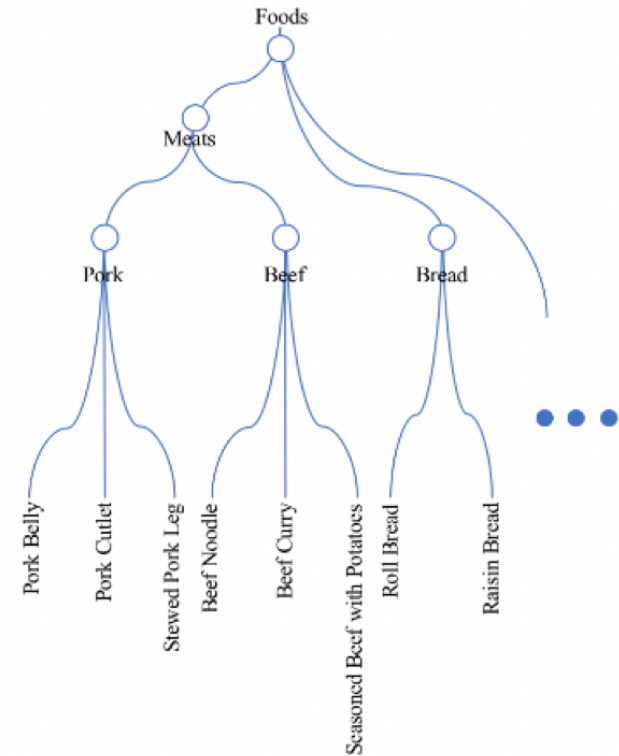 Foods
Meats
Pork
Beef
Bread
Pork Belly
Pork Cutlet
Stewed Pork Leg
Beef Noodle
Beef Curry
Seasoned Beef with Potatoes
Roll Bread
Raisin Bread